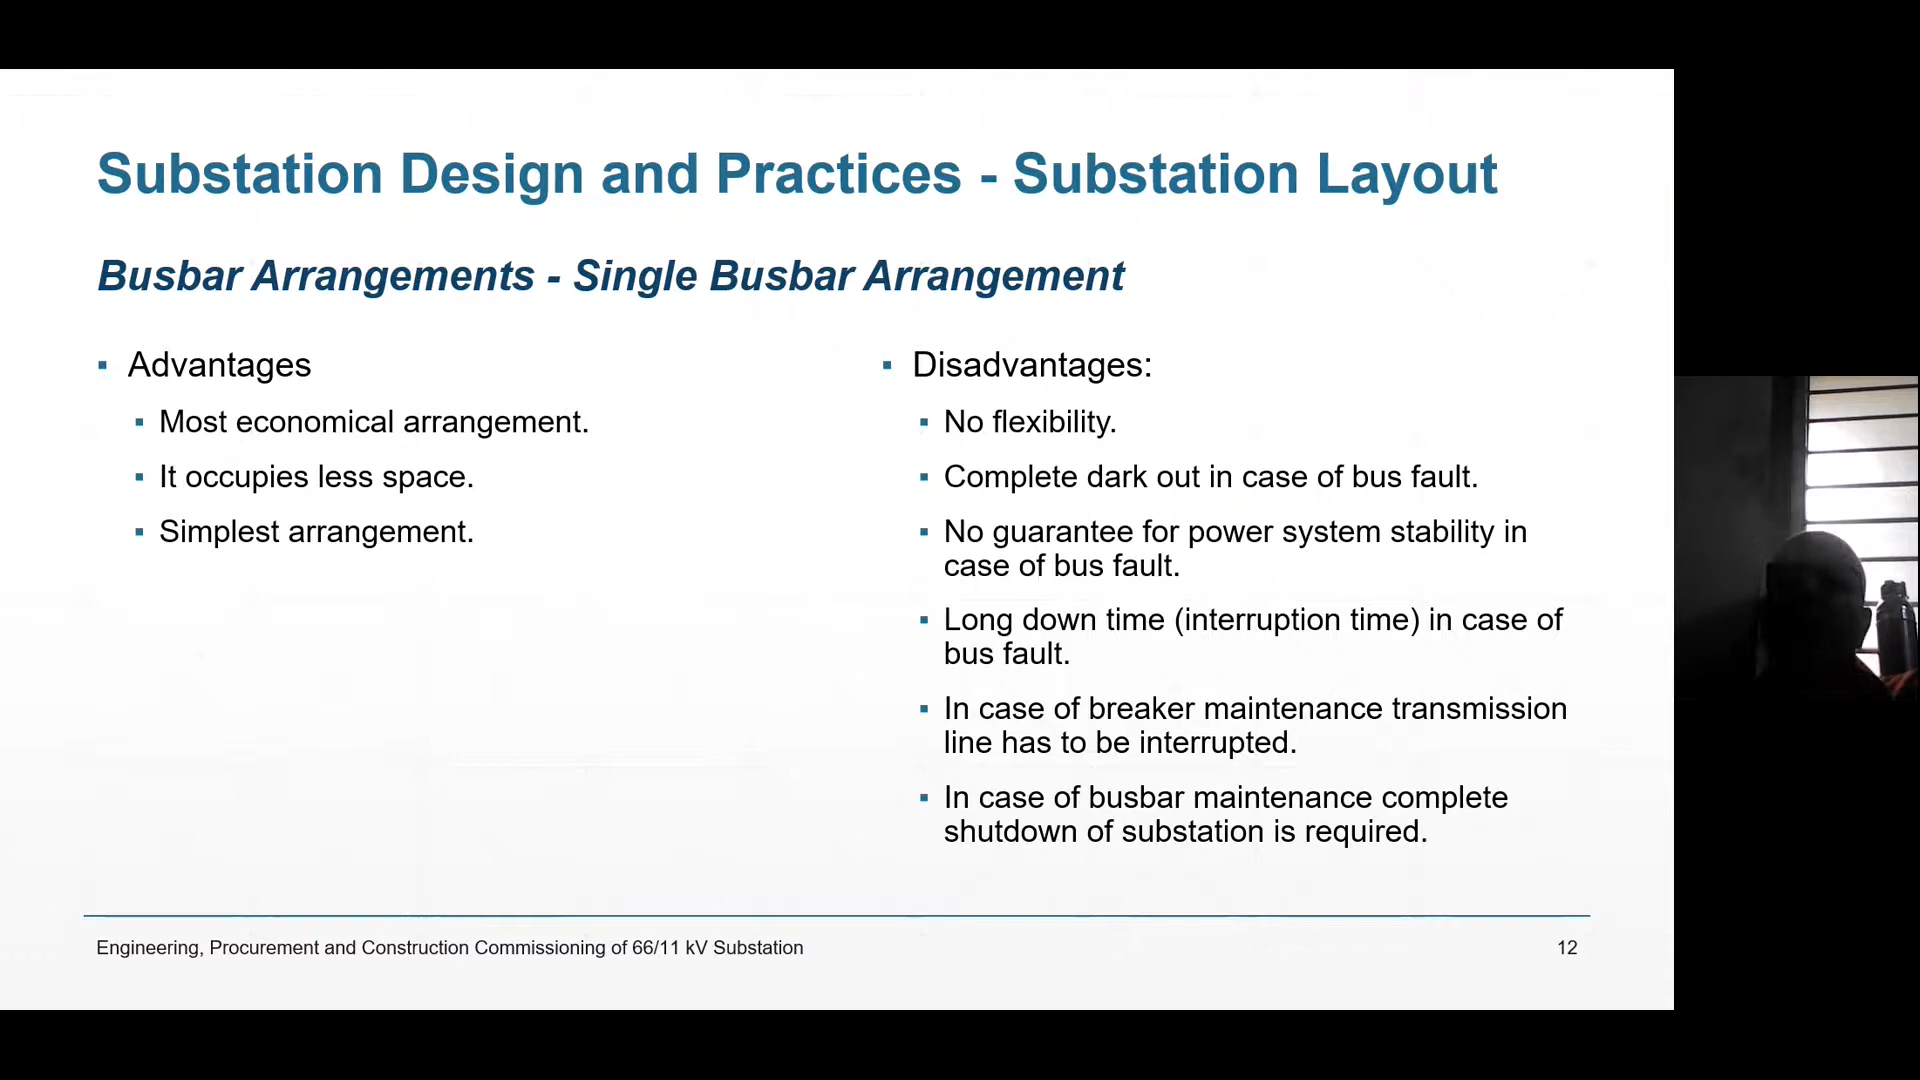 Substation Design and Practices - Substation Layout
Busbar Arrangements - Single Busbar Arrangement
▪ Advantages
▪ Most economical arrangement.
▪ It occupies less space.
▪ Simplest arrangement.
▪ Disadvantages:
▪ No flexibility.
▪ Complete dark out in case of bus fault.
▪ No guarantee for power system stability in
case of bus fault.
▪ Long down time (interruption time) in case of
bus fault.
▪ In case of breaker maintenance transmission
line has to be interrupted.
▪ In case of busbar maintenance complete
shutdown of substation is required.
Engineering, Procurement and Construction Commissioning of 66/11 kV Substation
12